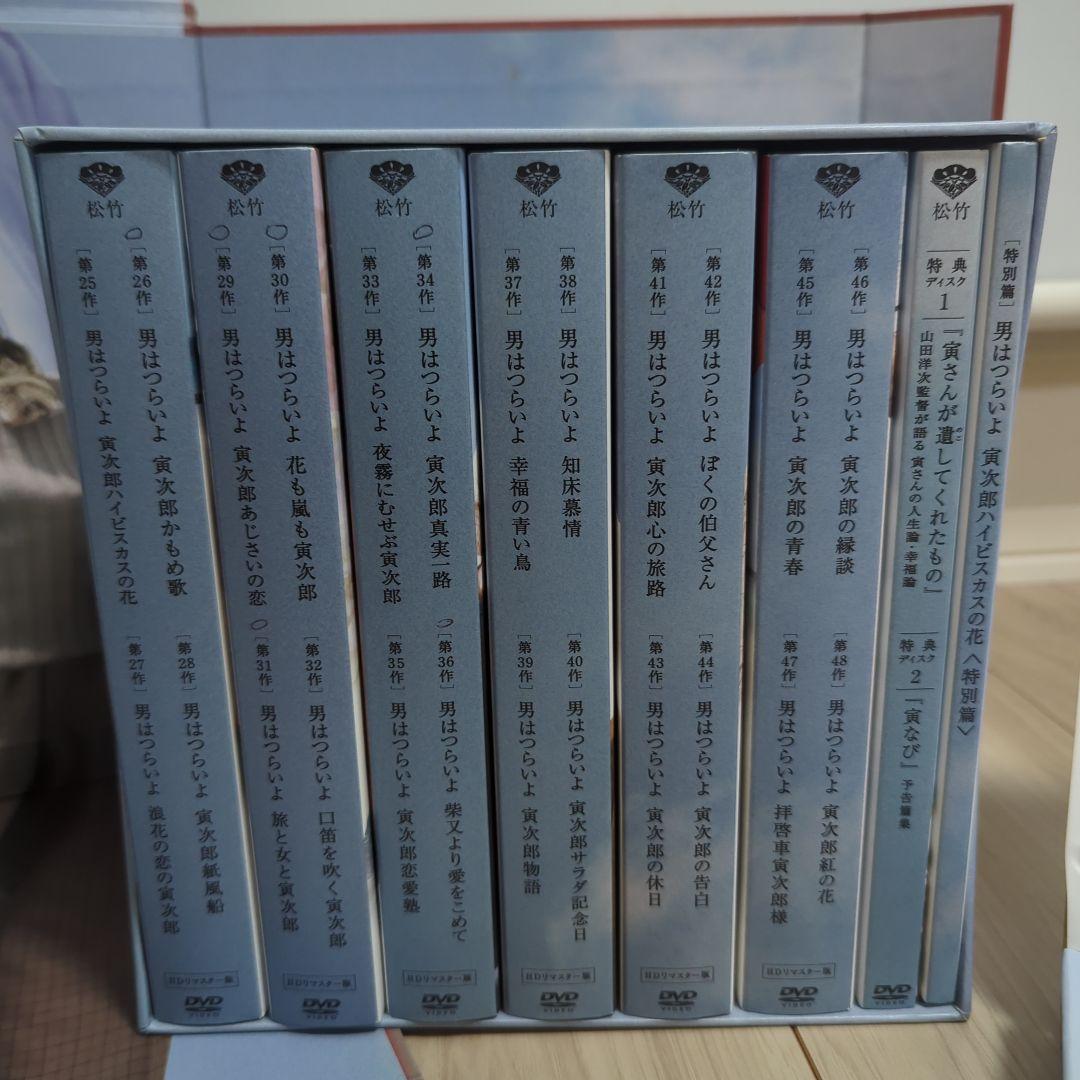 松竹
[第25作] 男はつらいよ 寅次郎ハイビスカスの花
[第26作] 男はつらいよ 寅次郎かもめ歌
[第27作] 男はつらいよ 浪花の恋の寅次郎
[第28作] 男はつらいよ 寅次郎紙風船
HDリマスター版
DVD
VIDEO
松竹
[第29作] 男はつらいよ 寅次郎あじさいの恋
[第30作] 男はつらいよ 花も嵐も寅次郎
[第31作] 男はつらいよ 旅と女と寅次郎
[第32作] 男はつらいよ 口笛を吹く寅次郎
HDリマスター版
DVD
VIDEO
松竹
[第33作] 男はつらいよ 夜霧にむせぶ寅次郎
[第34作] 男はつらいよ 寅次郎真実一路
[第35作] 男はつらいよ 寅次郎恋愛塾
[第36作] 男はつらいよ 柴又より愛をこめて
HDリマスター版
DVD
VIDEO
松竹
[第37作] 男はつらいよ 幸福の青い鳥
[第38作] 男はつらいよ 知床慕情
[第39作] 男はつらいよ 寅次郎物語
[第40作] 男はつらいよ 寅次郎サラダ記念日
HDリマスター版
DVD
VIDEO
松竹
[第41作] 男はつらいよ 寅次郎心の旅路
[第42作] 男はつらいよ ぼくの伯父さん
[第43作] 男はつらいよ 寅次郎の休日
[第44作] 男はつらいよ 寅次郎の告白
HDリマスター版
DVD
VIDEO
松竹
[第45作] 男はつらいよ 寅次郎の青春
[第46作] 男はつらいよ 寅次郎の縁談
[第47作] 男はつらいよ 拝啓車寅次郎様
[第48作] 男はつらいよ 寅次郎紅の花
HDリマスター版
DVD
VIDEO
松竹
特典
ディスク
1
『寅さんが遺してくれたもの』
のこ
山田洋次監督が語る 寅さんの人生論・幸福論
特典
ディスク
2
『寅なび』
予告篇集
DVD
VIDEO
[特別篇] 男はつらいよ 寅次郎ハイビスカスの花〈特別篇〉